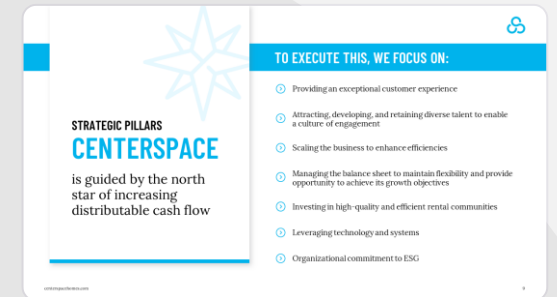 STRATEGIC PILLARS
CENTERSPACE
is guided by the north
star of increasing
distributable cash flow
TO EXECUTE THIS, WE FOCUS ON:
Providing an exceptional customer experience
Attracting, developing, and retaining diverse talent to enable
a culture of engagement
Scaling the business to enhance efficiencies
Managing the balance sheet to maintain flexibility and provide
opportunity to achieve its growth objectives
Investing in high-quality and efficient rental communities
Leveraging technology and systems
Organizational commitment to ESG